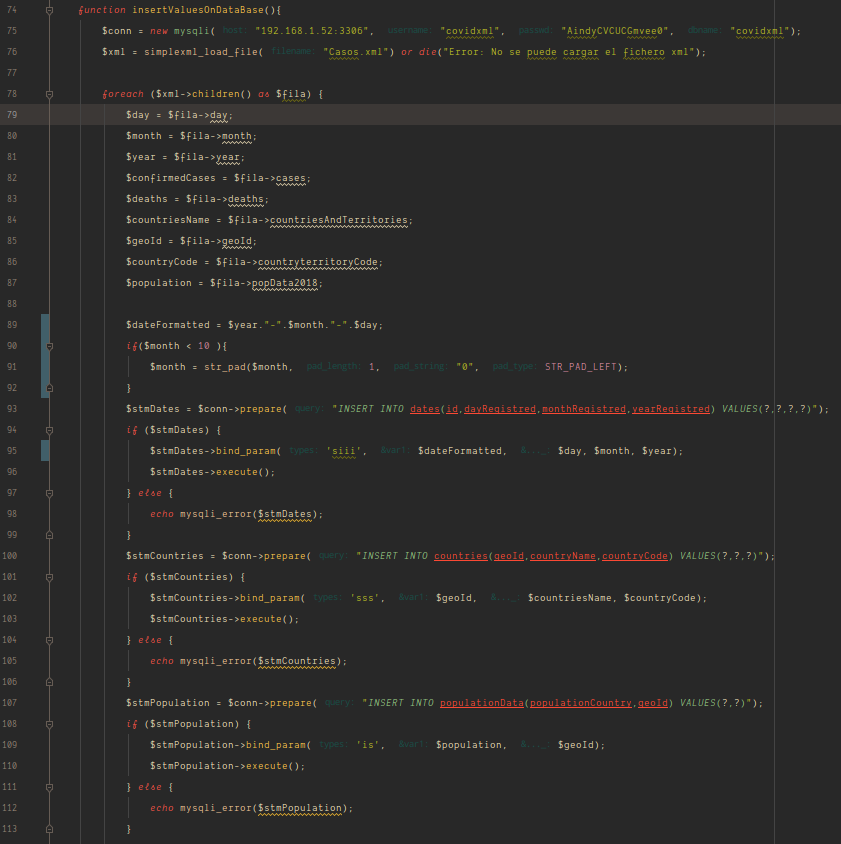 74 function insertValuesOnDataBase(){
75 $conn = new mysqli( host: "192.168.1.52:3306", username: "covidxml", passwd: "AindyCVCUCGmvee0", dbname: "covidxml");
76 $xml = simplexml_load_file( filename: "Casos.xml") or die("Error: No se puede cargar el fichero xml");
77
78 foreach ($xml->children() as $fila) {
79 $day = $fila->day;
80 $month = $fila->month;
81 $year = $fila->year;
82 $confirmedCases = $fila->cases;
83 $deaths = $fila->deaths;
84 $countriesName = $fila->countriesAndTerritories;
85 $geoId = $fila->geoId;
86 $countryCode = $fila->countryterritoryCode;
87 $population = $fila->popData2018;
88
89 $dateFormatted = $year."-".$month."-".$day;
90 if($month < 10 ){
91 $month = str_pad($month, pad_length: 1, pad_string: "0", pad_type: STR_PAD_LEFT);
92 }
93 $stmDates = $conn->prepare( query: "INSERT INTO dates(id,dayRegistred,monthRegistred,yearRegistred) VALUES(?,?,?,?)");
94 if ($stmDates) {
95 $stmDates->bind_param( types: 'siii', &var1: $dateFormatted, &..._: $day, $month, $year);
96 $stmDates->execute();
97 } else {
98 echo mysqli_error($stmDates);
99 }
100 $stmCountries = $conn->prepare( query: "INSERT INTO countries(geoId,countryName,countryCode) VALUES(?,?,?)");
101 if ($stmCountries) {
102 $stmCountries->bind_param( types: 'sss', &var1: $geoId, &..._: $countriesName, $countryCode);
103 $stmCountries->execute();
104 } else {
105 echo mysqli_error($stmCountries);
106 }
107 $stmPopulation = $conn->prepare( query: "INSERT INTO populationData(populationCountry,geoId) VALUES(?,?)");
108 if ($stmPopulation) {
109 $stmPopulation->bind_param( types: 'is', &var1: $population, &..._: $geoId);
110 $stmPopulation->execute();
111 } else {
112 echo mysqli_error($stmPopulation);
113 }